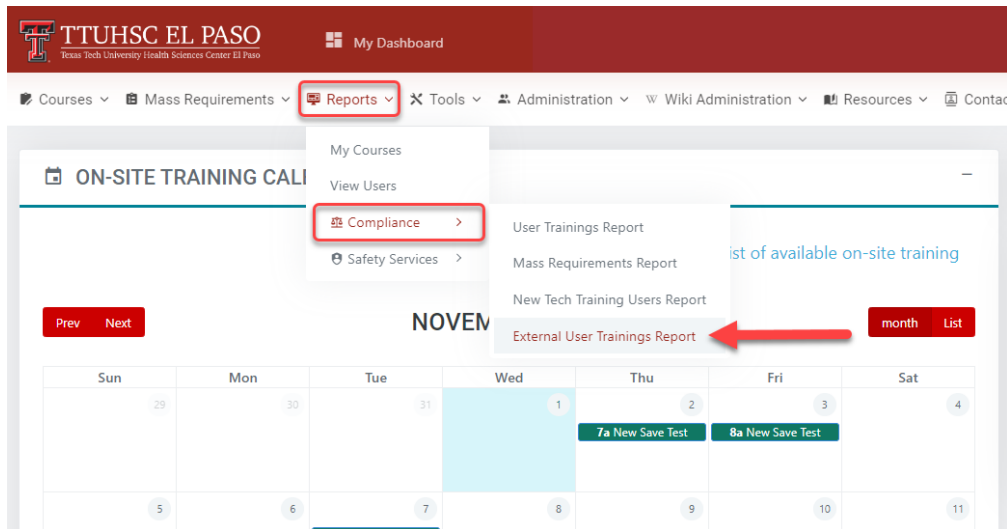 TTUHSC EL PASO
Texas Tech University Health Sciences Center El Paso
My Dashboard
Courses Mass Requirements Reports Tools Administration Wiki Administration Resources Contac
My Courses
View Users
Compliance
Safety Services
User Trainings Report
Mass Requirements Report
New Tech Training Users Report
External User Trainings Report
ON-SITE TRAINING CALE
ist of available on-site training
Prev Next
NOVEM
month List
Sun Mon Tue Wed Thu Fri Sat
29 30 31 1 2 3 4
7a New Save Test 8a New Save Test
5 6 7 8 9 10 11